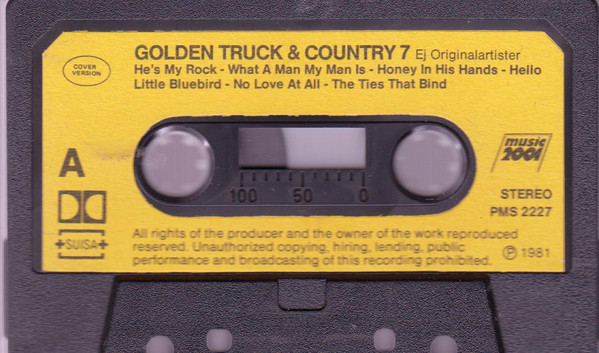 COVER
VERSION
GOLDEN TRUCK & COUNTRY 7 Ej Originalartister
He's My Rock - What A Man My Man Is - Honey In His Hands - Hello
Little Bluebird - No Love At All - The Ties That Bind
A
music
2001
100 50 0
STEREO
PMS 2227
SUISA
All rights of the producer and the owner of the work reproduced
reserved. Unauthorized copying, hiring, lending, public
performance and broadcasting of this recording prohibited.
Ⓟ 1981